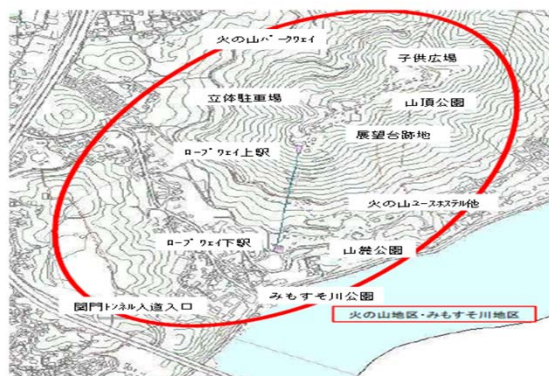 火の山ﾊﾟｰｸｳｪｲ
子供広場
立体駐車場
山頂公園
展望台跡地
ﾛｰﾌﾟｳｪｲ上駅
火の山ﾕｰｽﾎｽﾃﾙ他
ﾛｰﾌﾟｳｪｲ下駅
山麓公園
みもすそ川公園
関門ﾄﾝﾈﾙ人道入口
火の山地区・みもすそ川地区